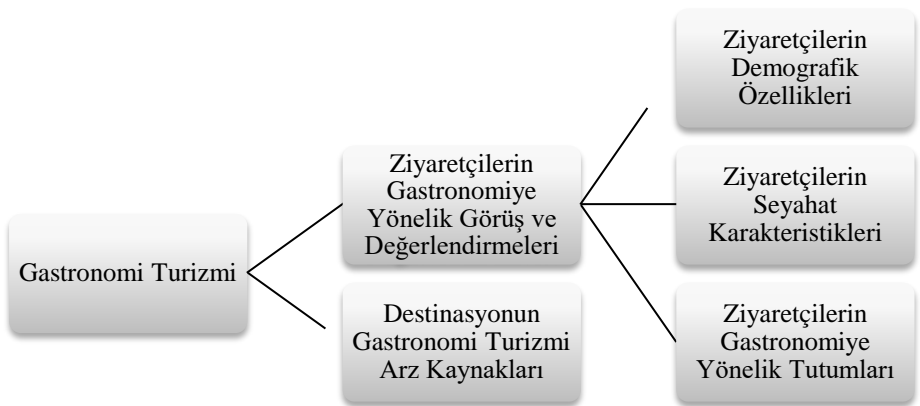 Gastronomi Turizmi
Ziyaretçilerin
Gastronomiye
Yönelik Görüş ve
Değerlendirmeleri
Destinasyonun
Gastronomi Turizmi
Arz Kaynakları
Ziyaretçilerin
Demografik
Özellikleri
Ziyaretçilerin
Seyahat
Karakteristikleri
Ziyaretçilerin
Gastronomiye
Yönelik Tutumları